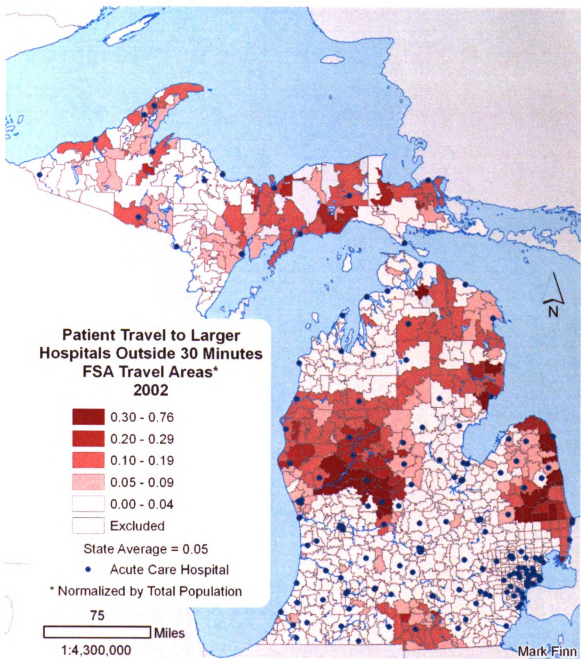 N
Patient Travel to Larger
Hospitals Outside 30 Minutes
FSA Travel Areas*
2002
0.30 - 0.76
0.20 - 0.29
0.10 - 0.19
0.05 - 0.09
0.00 - 0.04
Excluded
State Average = 0.05
Acute Care Hospital
* Normalized by Total Population
75
Miles
1:4,300,000
Mark Finn